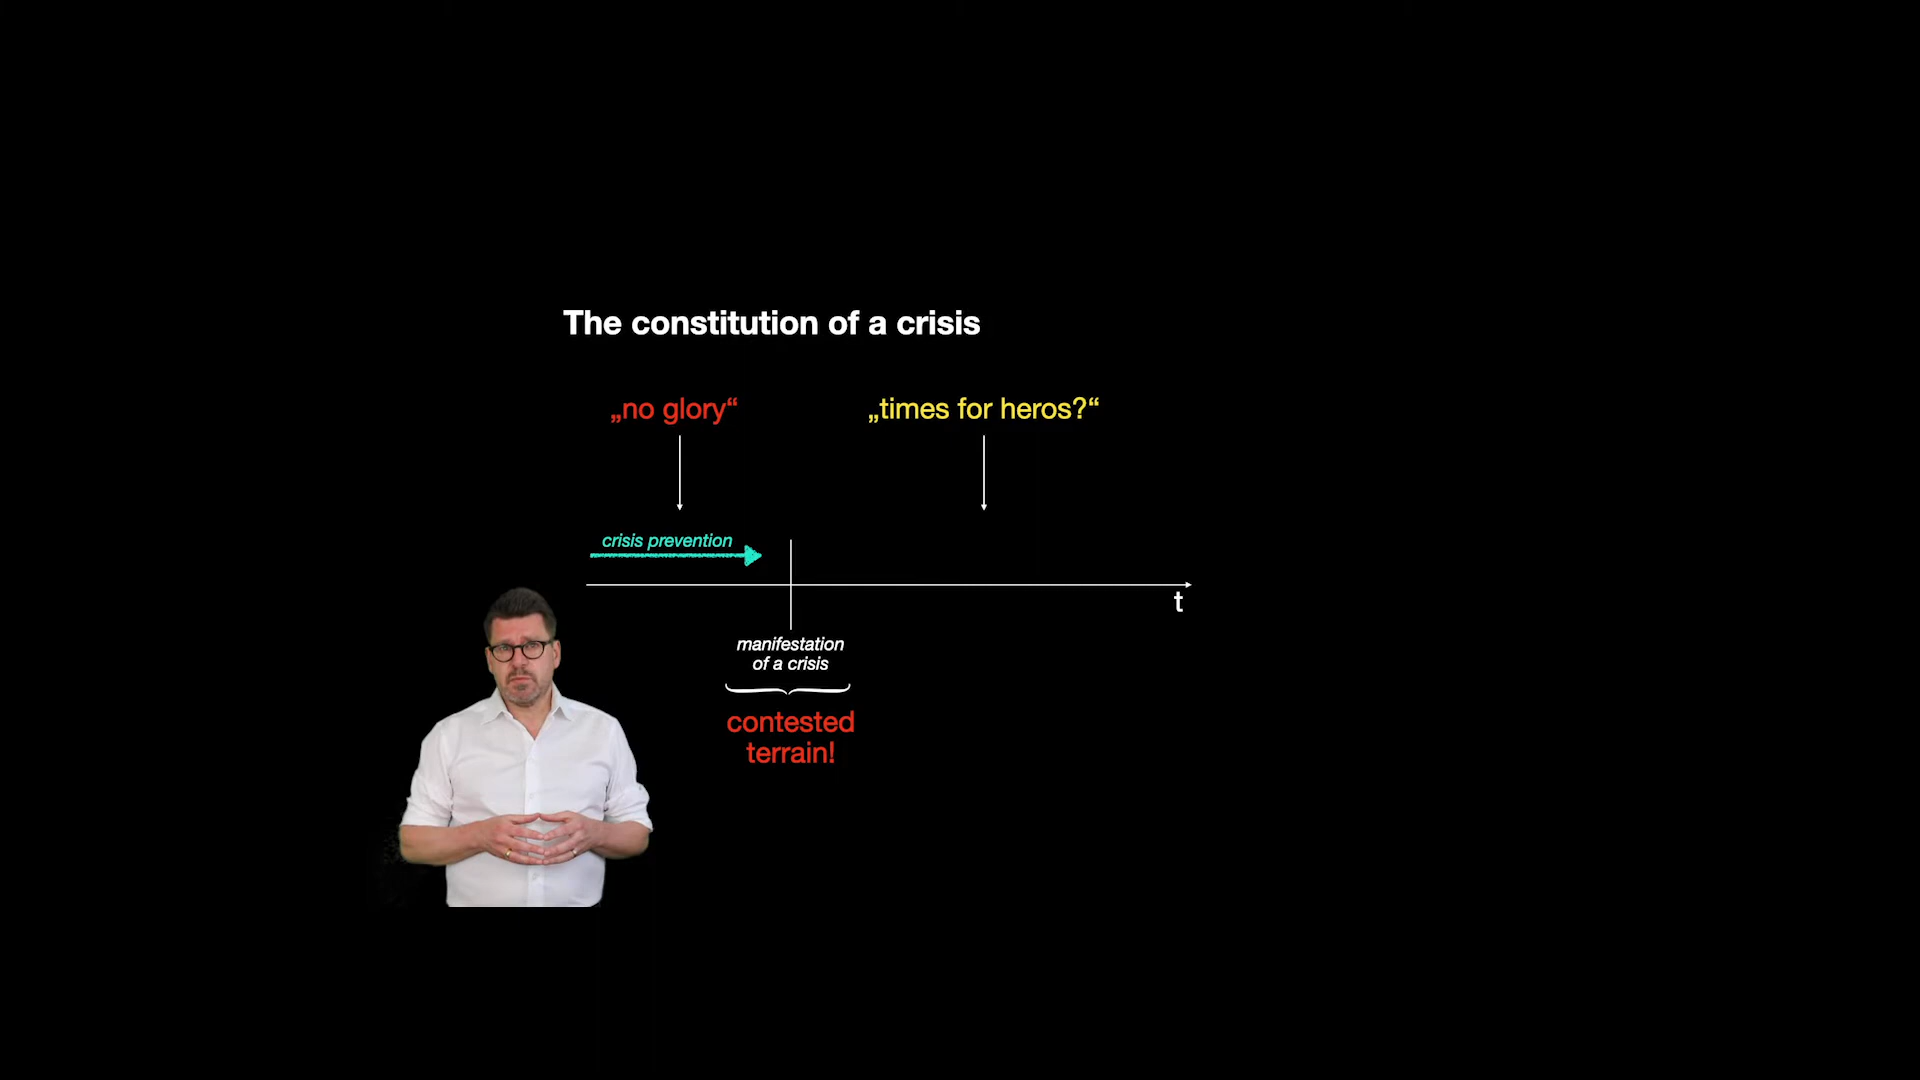 The constitution of a crisis
„no glory“
„times for heros?“
crisis prevention
t
manifestation
of a crisis
contested
terrain!